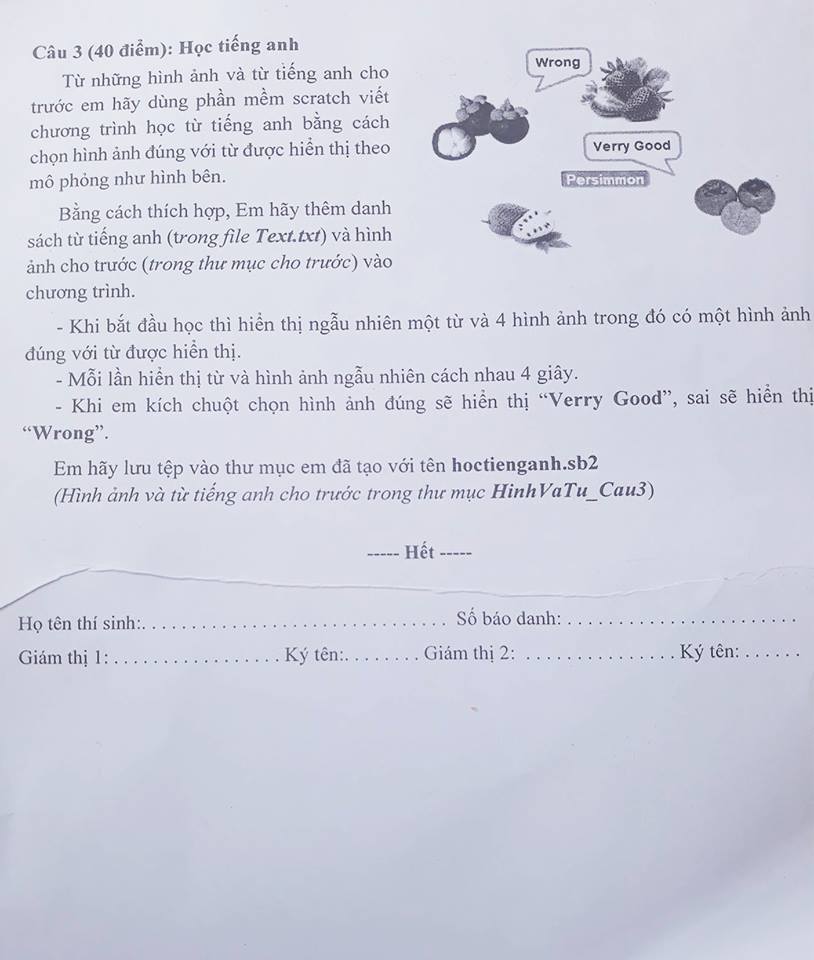 Câu 3 (40 điểm): Học tiếng anh
Từ những hình ảnh và từ tiếng anh cho
trước em hãy dùng phần mềm scratch viết
chương trình học từ tiếng anh bằng cách
chọn hình ảnh đúng với từ được hiển thị theo
mô phỏng như hình bên.
Wrong
Verry Good
Persimmon
Bằng cách thích hợp, Em hãy thêm danh
sách từ tiếng anh (trong file Text.txt) và hình
ảnh cho trước (trong thư mục cho trước) vào
chương trình.
- Khi bắt đầu học thì hiển thị ngẫu nhiên một từ và 4 hình ảnh trong đó có một hình ảnh
đúng với từ được hiển thị.
- Mỗi lần hiển thị từ và hình ảnh ngẫu nhiên cách nhau 4 giây.
- Khi em kích chuột chọn hình ảnh đúng sẽ hiển thị “Verry Good”, sai sẽ hiển thị
“Wrong”.
Em hãy lưu tệp vào thư mục em đã tạo với tên hoctienganh.sb2
(Hình ảnh và từ tiếng anh cho trước trong thư mục HinhVaTu_Cau3)
----- Hết -----
Họ tên thí sinh:. . . . . . . . . . . . . . . . . . . . . . . . . . . . . . . Số báo danh: . . . . . . . . . . . . . . . . . . . . . . .
Giám thị 1: . . . . . . . . . . . . . . . . . Ký tên:. . . . . . . . Giám thị 2: . . . . . . . . . . . . . . . Ký tên: . . . . . .